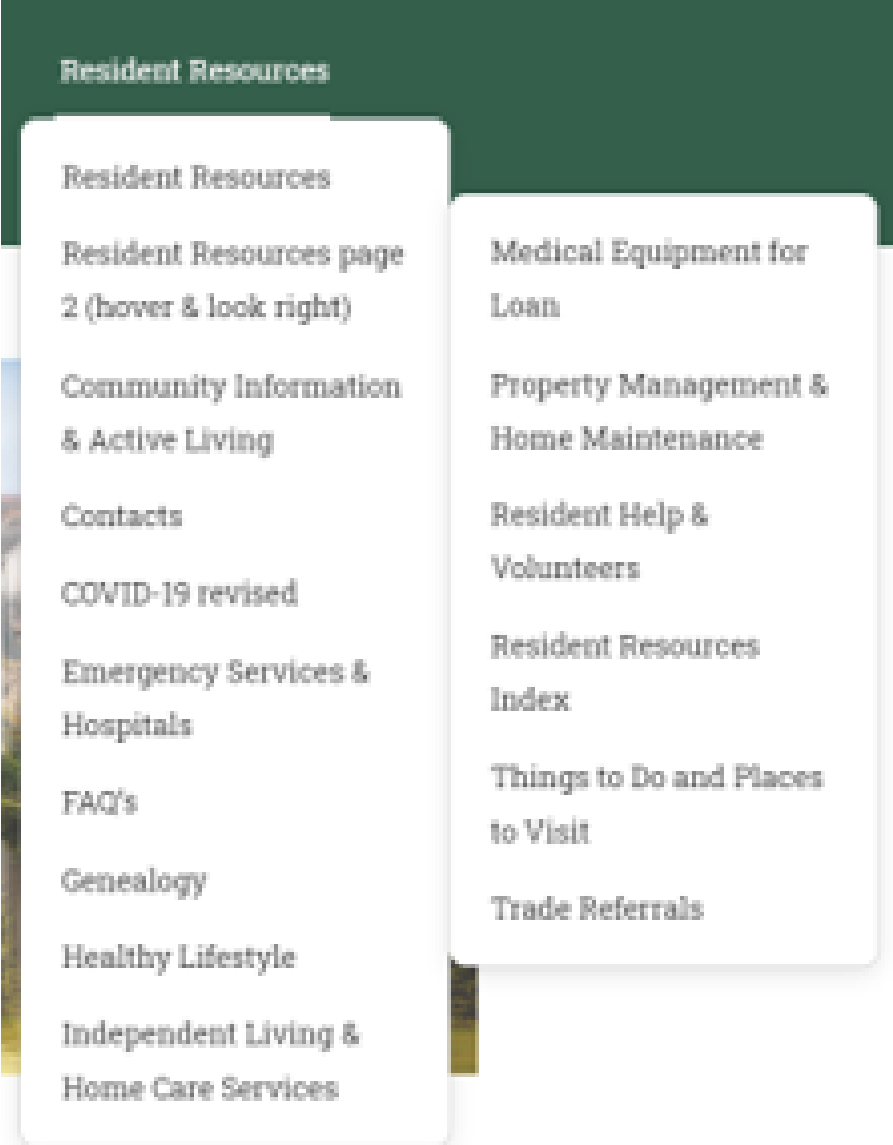 Resident Resources
Resident Resources
Resident Resources page
2 (hover & look right)
Community Information
& Active Living
Contacts
COVID-19 revised
Emergency Services &
Hospitals
FAQ's
Genealogy
Healthy Lifestyle
Independent Living &
Home Care Services
Medical Equipment for
Loan
Property Management &
Home Maintenance
Resident Help &
Volunteers
Resident Resources
Index
Things to Do and Places
to Visit
Trade Referrals